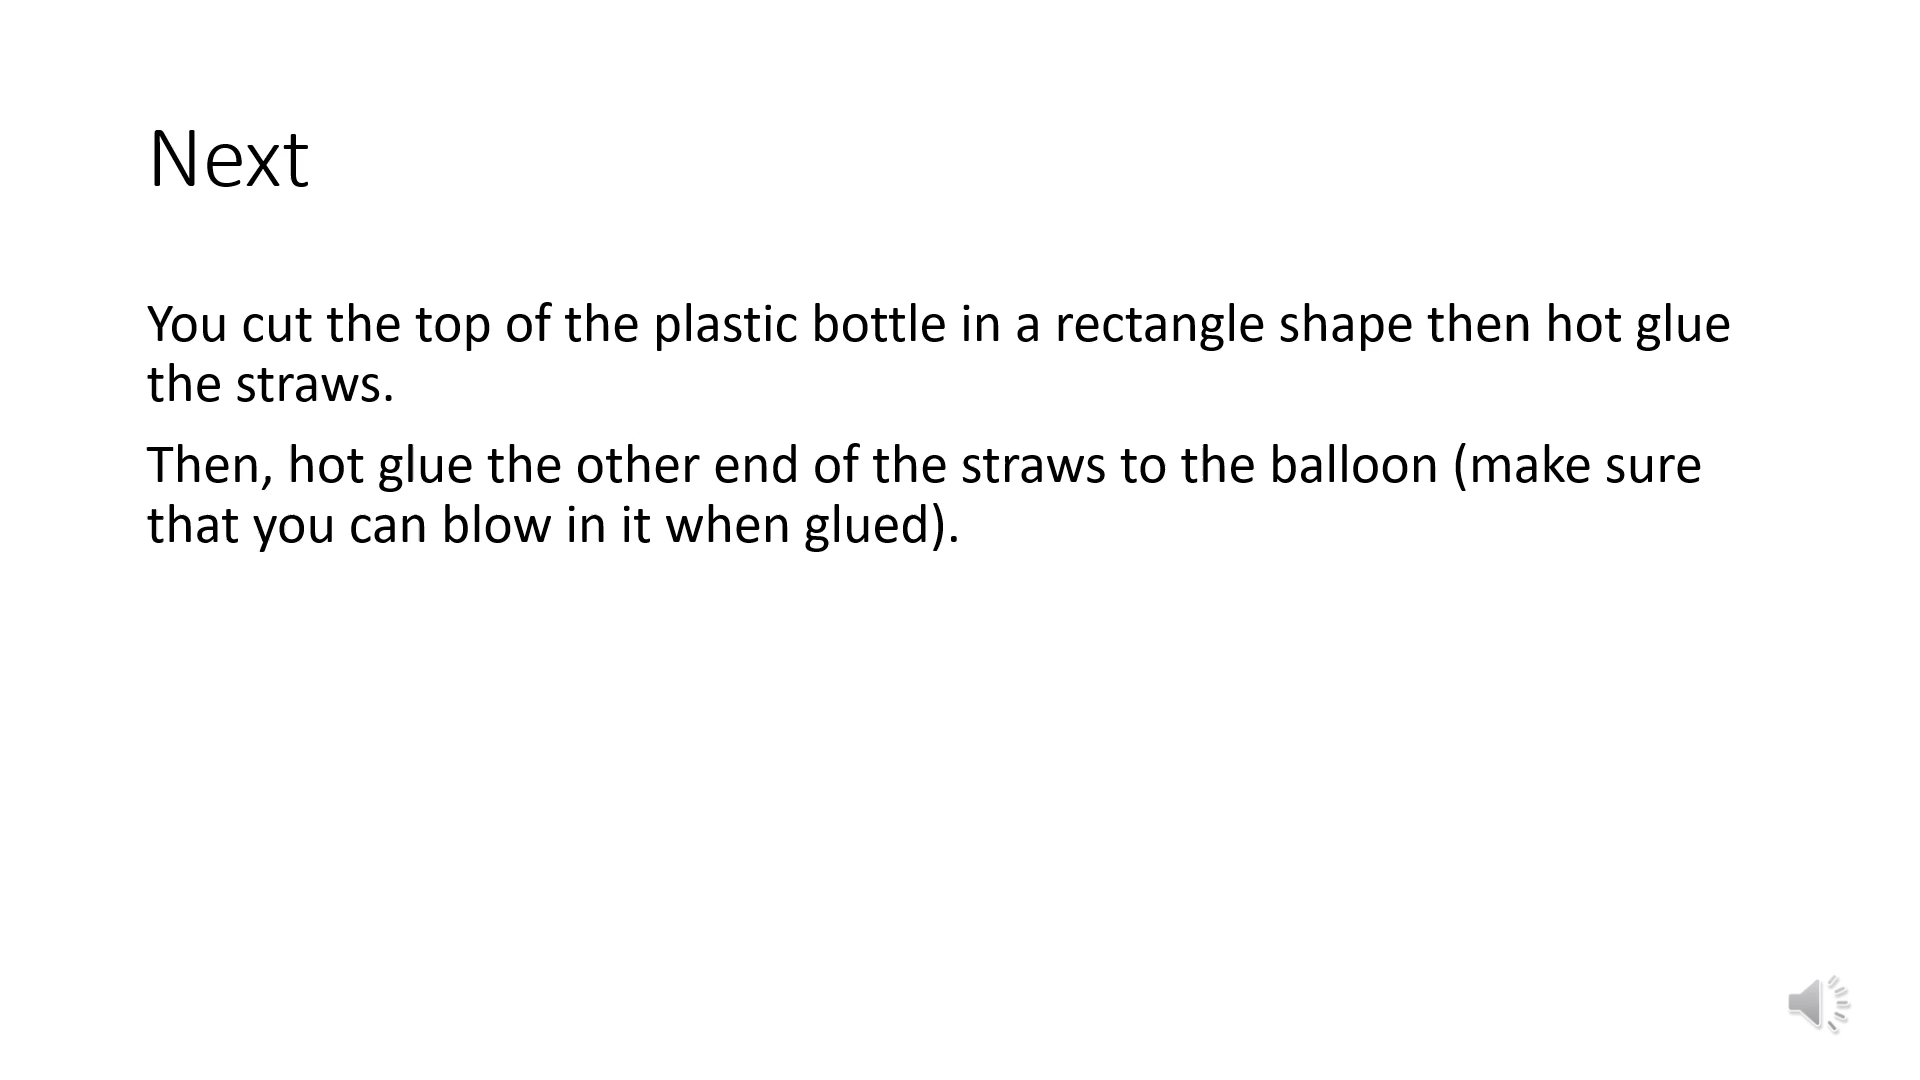 Next
You cut the top of the plastic bottle in a rectangle shape then hot glue
the straws.
Then, hot glue the other end of the straws to the balloon (make sure
that you can blow in it when glued).